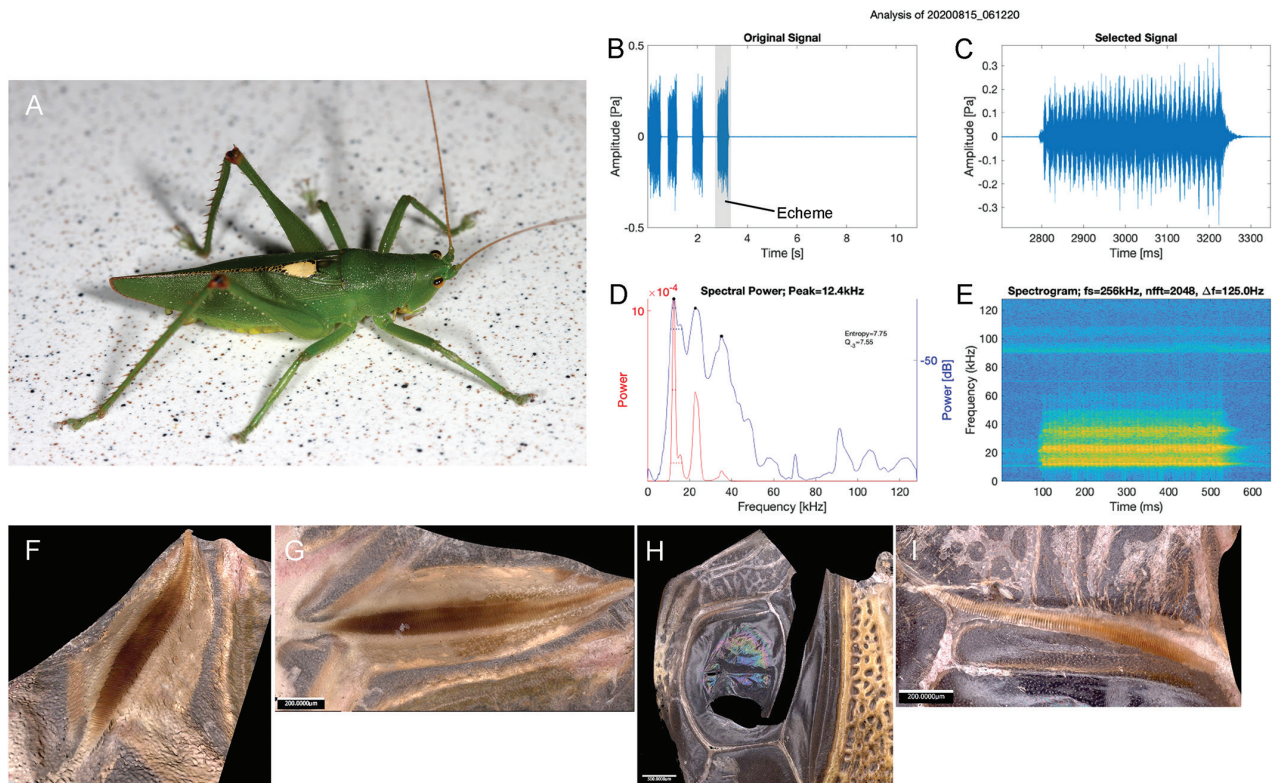 Analysis of 20200815_061220
A
B
Original Signal
0.5
0
-0.5
Amplitude [Pa]
Echeme
2
4
6
8
10
Time [s]
C
Selected Signal
0.3
0.2
0.1
0
-0.1
-0.2
-0.3
Amplitude [Pa]
2800
2900
3000
3100
3200
3300
Time [ms]
D
×10⁻⁴
Spectral Power; Peak=12.4kHz
10
Entropy=7.75
Q₋₃=7.55
-50
Power
Power [dB]
0
20
40
60
80
100
120
Frequency [kHz]
E
Spectrogram; fs=256kHz, nfft=2048, Δf=125.0Hz
120
100
80
60
40
20
0
Frequency (kHz)
100
200
300
400
500
600
Time (ms)
F
G
200.0000µm
H
500.0000µm
I
200.0000µm